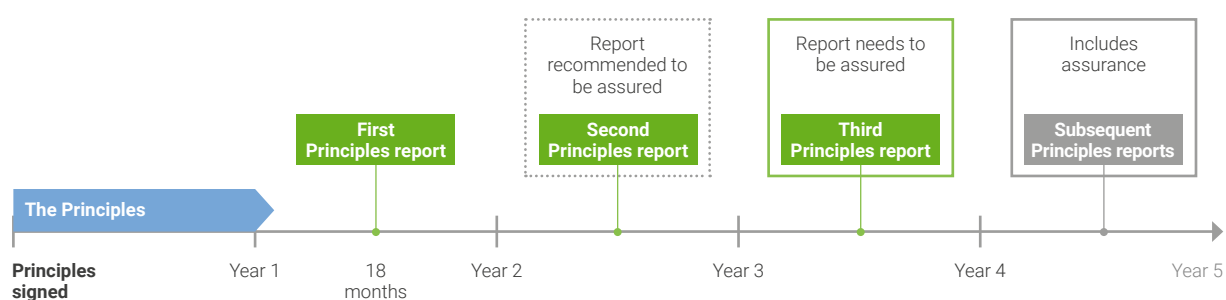 Report
recommended to
be assured
Report needs to
be assured
Includes
assurance
First
Principles report
Second
Principles report
Third
Principles report
Subsequent
Principles reports
The Principles
Principles
signed
Year 1
18
months
Year 2
Year 3
Year 4
Year 5